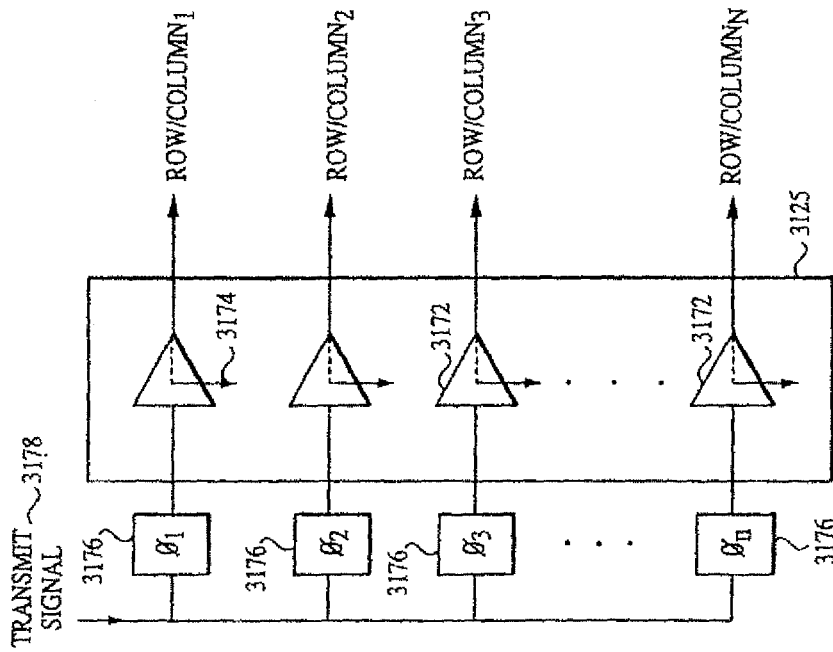 TRANSMIT
SIGNAL
3178
3176
Ø1
3174
ROW/COLUMN1
3176
Ø2
ROW/COLUMN2
3176
Ø3
3172
ROW/COLUMN3
3176
Øn
3172
ROW/COLUMNN
3125